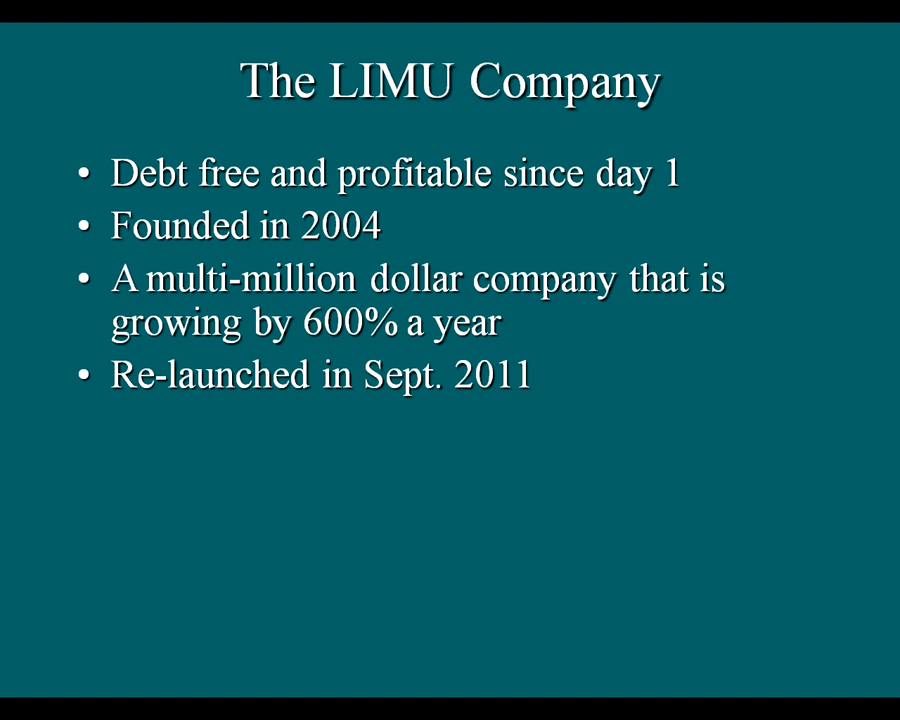 The LIMU Company
• Debt free and profitable since day 1
• Founded in 2004
• A multi-million dollar company that is
growing by 600% a year
• Re-launched in Sept. 2011